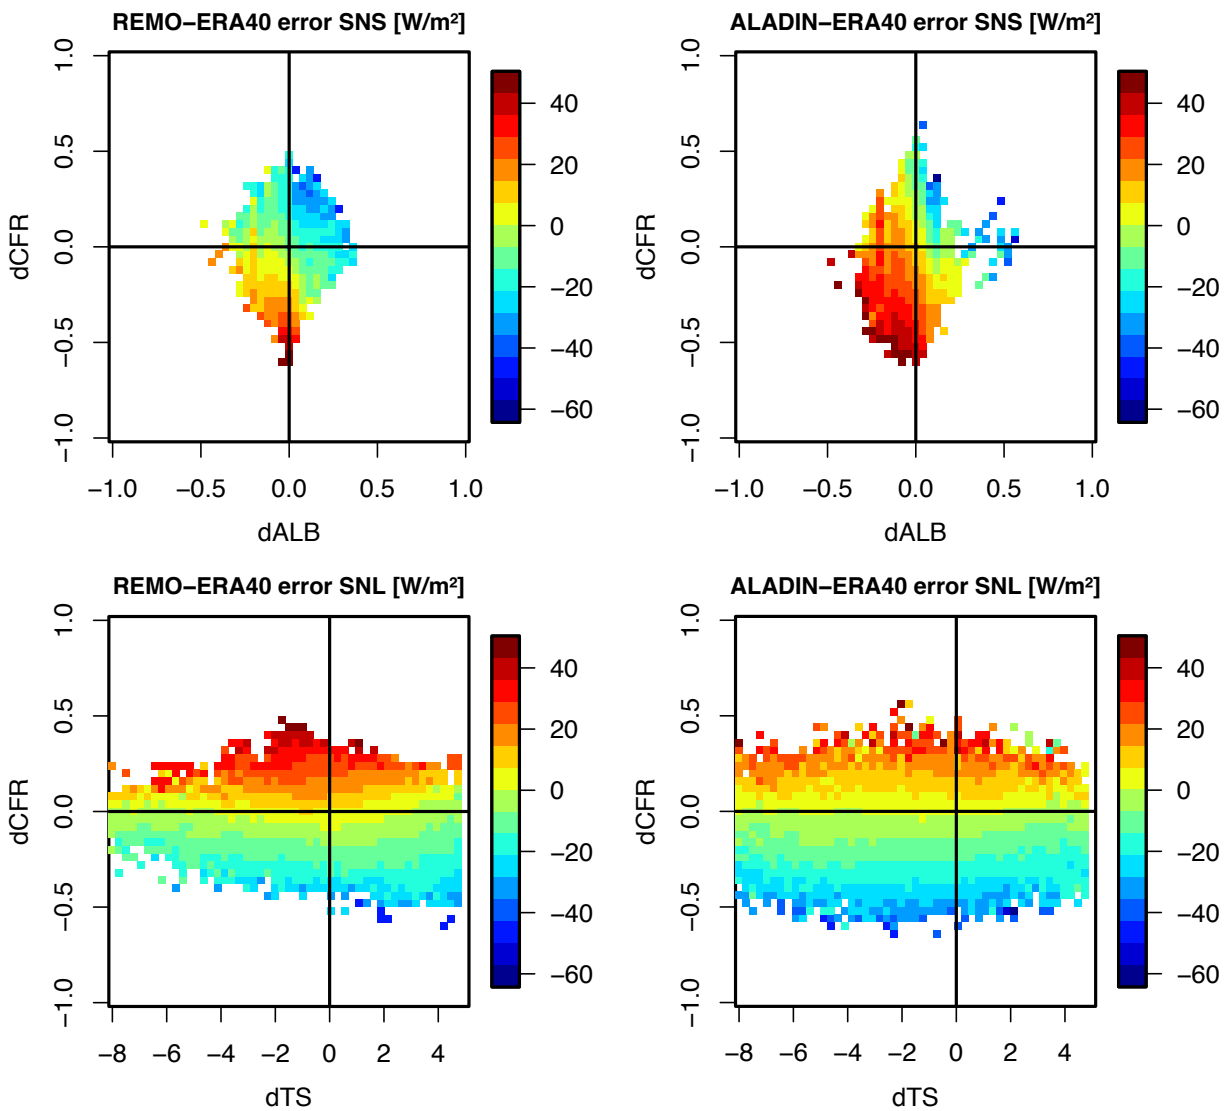 REMO−ERA40 error SNS [W/m²]
1.0
0.5
0.0
−0.5
−1.0
dCFR
−1.0 −0.5 0.0 0.5 1.0
dALB
40
20
0
−20
−40
−60
ALADIN−ERA40 error SNS [W/m²]
1.0
0.5
0.0
−0.5
−1.0
dCFR
−1.0 −0.5 0.0 0.5 1.0
dALB
40
20
0
−20
−40
−60
REMO−ERA40 error SNL [W/m²]
1.0
0.5
0.0
−0.5
−1.0
dCFR
−8 −6 −4 −2 0 2 4
dTS
40
20
0
−20
−40
−60
ALADIN−ERA40 error SNL [W/m²]
1.0
0.5
0.0
−0.5
−1.0
dCFR
−8 −6 −4 −2 0 2 4
dTS
40
20
0
−20
−40
−60